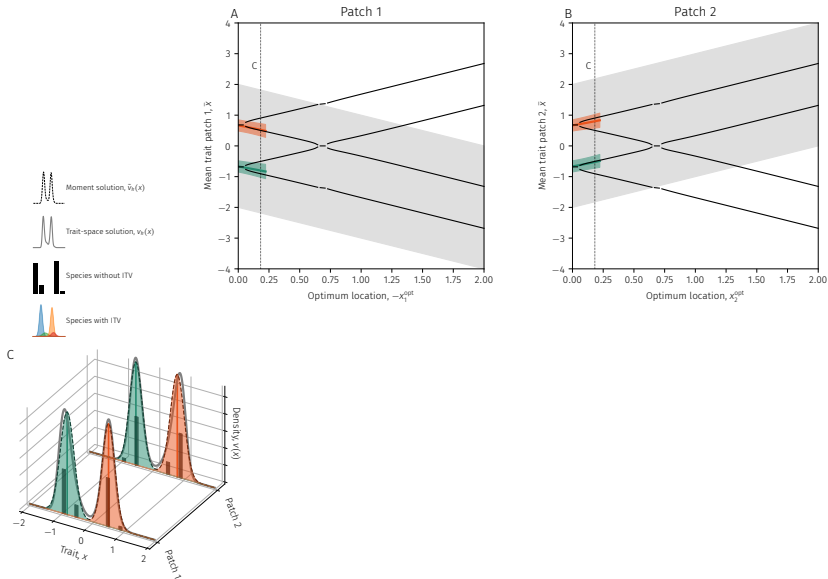 A
Patch 1
4
3
2
1
0
−1
−2
−3
−4
Mean trait patch 1, x̄
C
0.00 0.25 0.50 0.75 1.00 1.25 1.50 1.75 2.00
Optimum location, −x₁ᵒᵖᵗ
B
Patch 2
4
3
2
1
0
−1
−2
−3
−4
Mean trait patch 2, x̄
C
0.00 0.25 0.50 0.75 1.00 1.25 1.50 1.75 2.00
Optimum location, x₂ᵒᵖᵗ
Moment solution, ṽₖ(x)
Trait-space solution, vₖ(x)
Species without ITV
Species with ITV
C
Density, v(x)
−2
−1
0
1
2
Trait, x
Patch 1
Patch 2